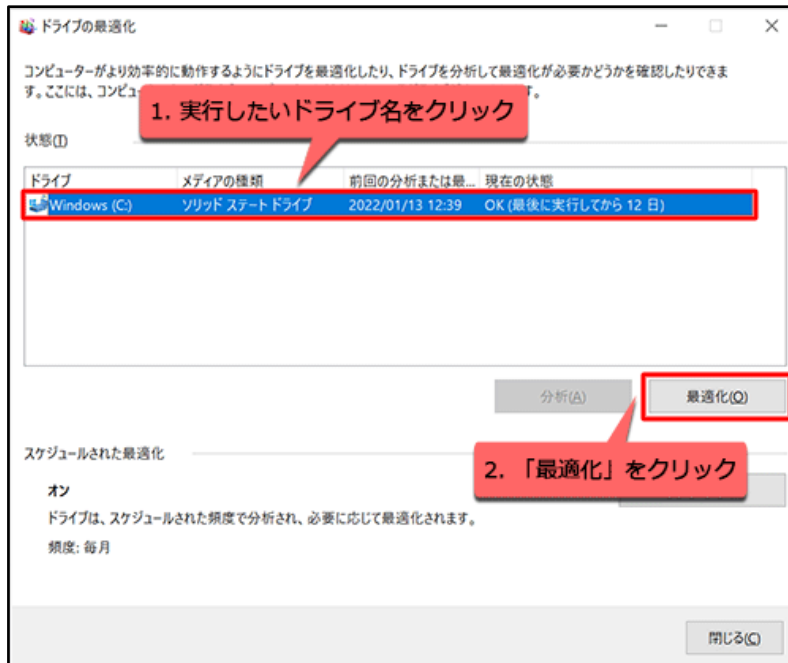 ドライブの最適化
コンピューターがより効率的に動作するようにドライブを最適化したり、ドライブを分析して最適化が必要かどうかを確認したりできま
す。ここには、コンピュー
す。
1. 実行したいドライブ名をクリック
状態(T)
ドライブ メディアの種類 前回の分析または最... 現在の状態
Windows (C:) ソリッド ステート ドライブ 2022/01/13 12:39 OK (最後に実行してから 12 日)
分析(A) 最適化(O)
2. 「最適化」をクリック
スケジュールされた最適化
オン
ドライブは、スケジュールされた頻度で分析され、必要に応じて最適化されます。
頻度: 毎月
閉じる(C)